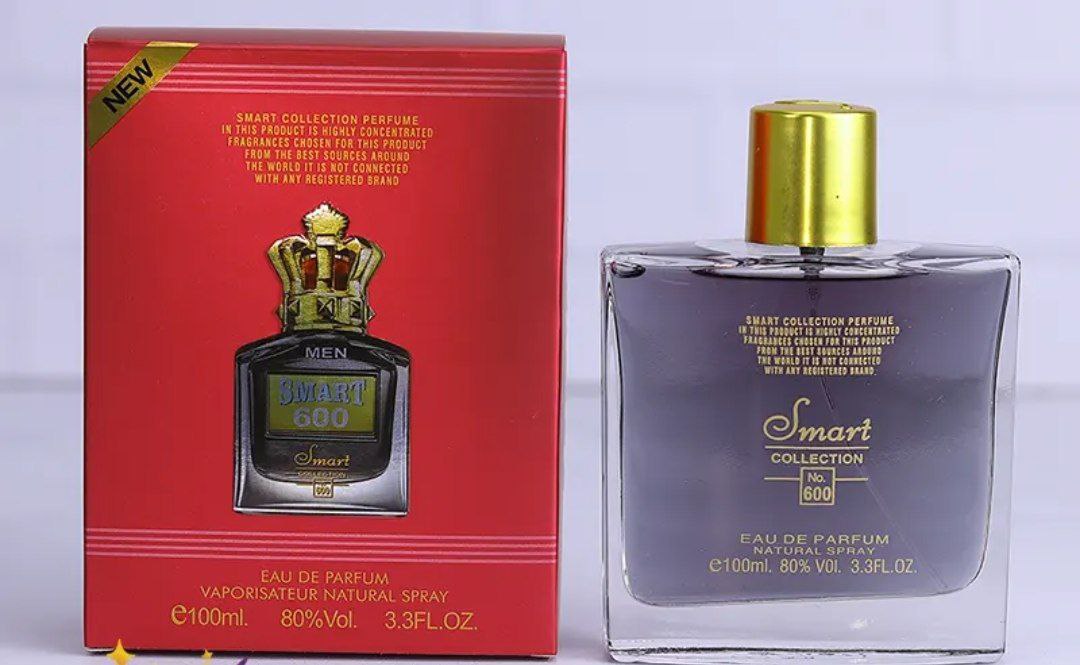 NEW
SMART COLLECTION PERFUME
IN THIS PRODUCT IS HIGHLY CONCENTRATED
FRAGRANCES CHOSEN FOR THIS PRODUCT
FROM THE BEST SOURCES AROUND
THE WORLD IT IS NOT CONNECTED
WITH ANY REGISTERED BRAND
MEN
SMART
600
Smart
COLLECTION
600
EAU DE PARFUM
VAPORISATEUR NATURAL SPRAY
e100ml. 80%Vol. 3.3FL.OZ.
SMART COLLECTION PERFUME
IN THIS PRODUCT IS HIGHLY CONCENTRATED
FRAGRANCES CHOSEN FOR THIS PRODUCT
FROM THE BEST SOURCES AROUND
THE WORLD IT IS NOT CONNECTED
WITH ANY REGISTERED BRAND.
Smart
COLLECTION
No.
600
EAU DE PARFUM
NATURAL SPRAY
e100ml. 80% Vol. 3.3FL.OZ.